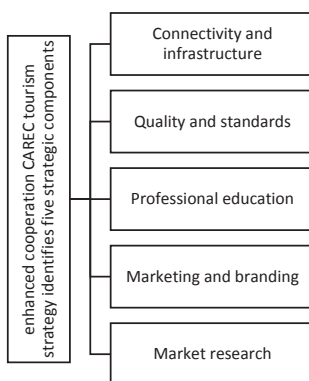 enhanced cooperation CAREC tourism
strategy identifies five strategic components
Connectivity and
infrastructure
Quality and standards
Professional education
Marketing and branding
Market research